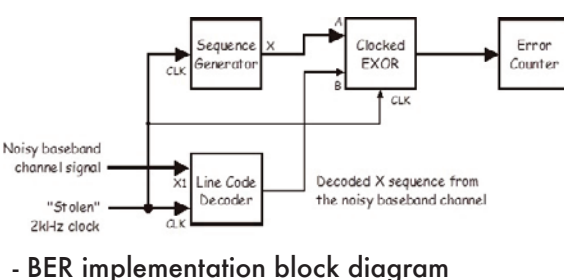 A
Sequence
Generator
X
CLK
Clocked
EXOR
B
CLK
Error
Counter
Noisy baseband
channel signal
X1
Line Code
Decoder
CLK
"Stolen"
2kHz clock
Decoded X sequence from
the noisy baseband channel
- BER implementation block diagram